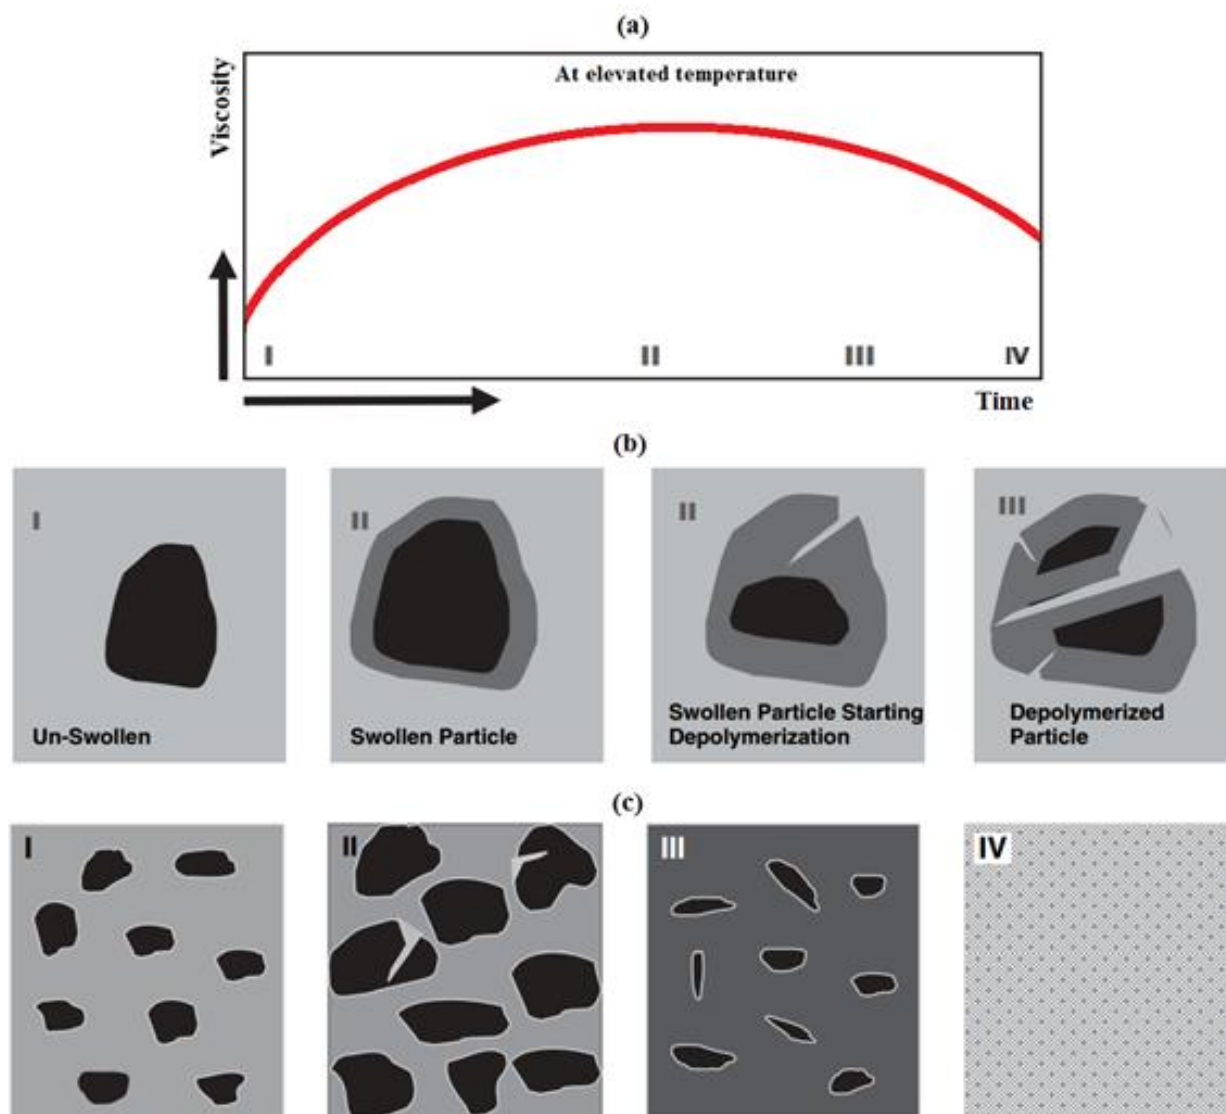 (a)
At elevated temperature
Viscosity
I
II
III
IV
Time
(b)
I
Un-Swollen
II
Swollen Particle
II
Swollen Particle Starting
Depolymerization
III
Depolymerized
Particle
(c)
I
II
III
IV